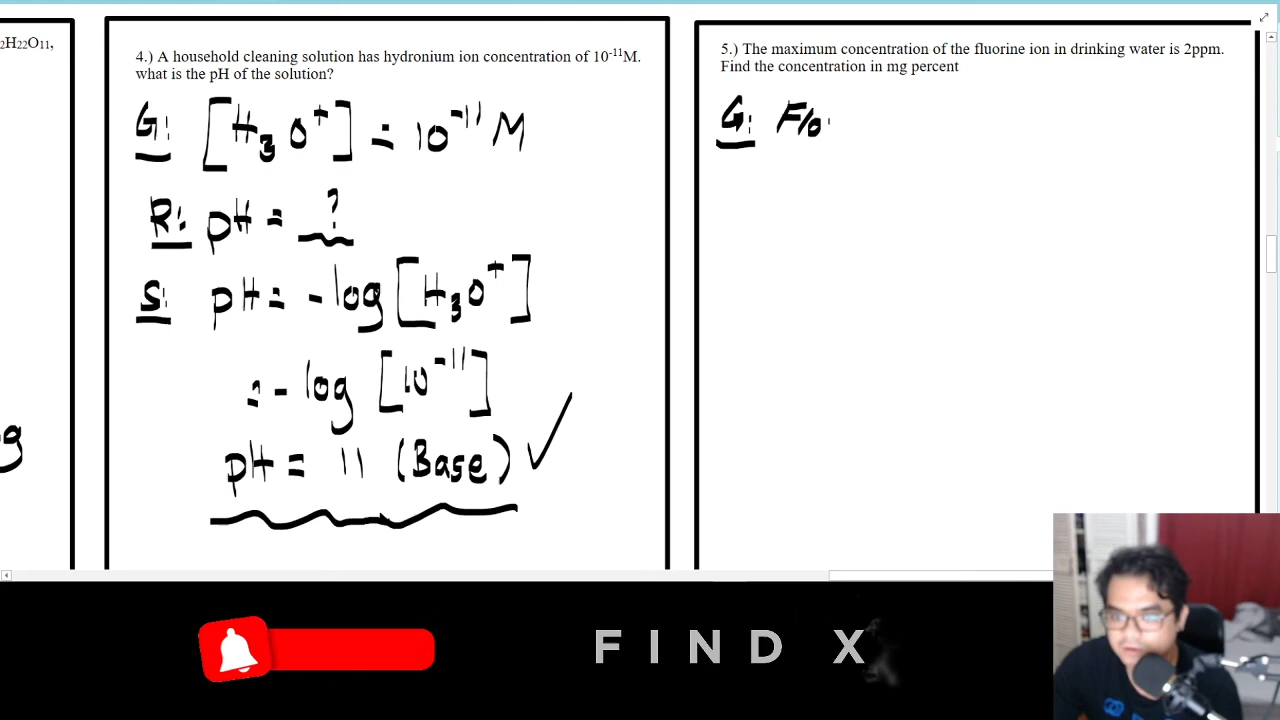 2H22O11,
g
4.) A household cleaning solution has hydronium ion concentration of 10⁻¹¹M.
what is the pH of the solution?
G: [H₃O⁺] = 10⁻¹¹ M
R: pH = ?
S: pH = -log [H₃O⁺]
= -log [10⁻¹¹]
pH = 11 (Base) ✓
5.) The maximum concentration of the fluorine ion in drinking water is 2ppm.
Find the concentration in mg percent
G: Flo
FIND X